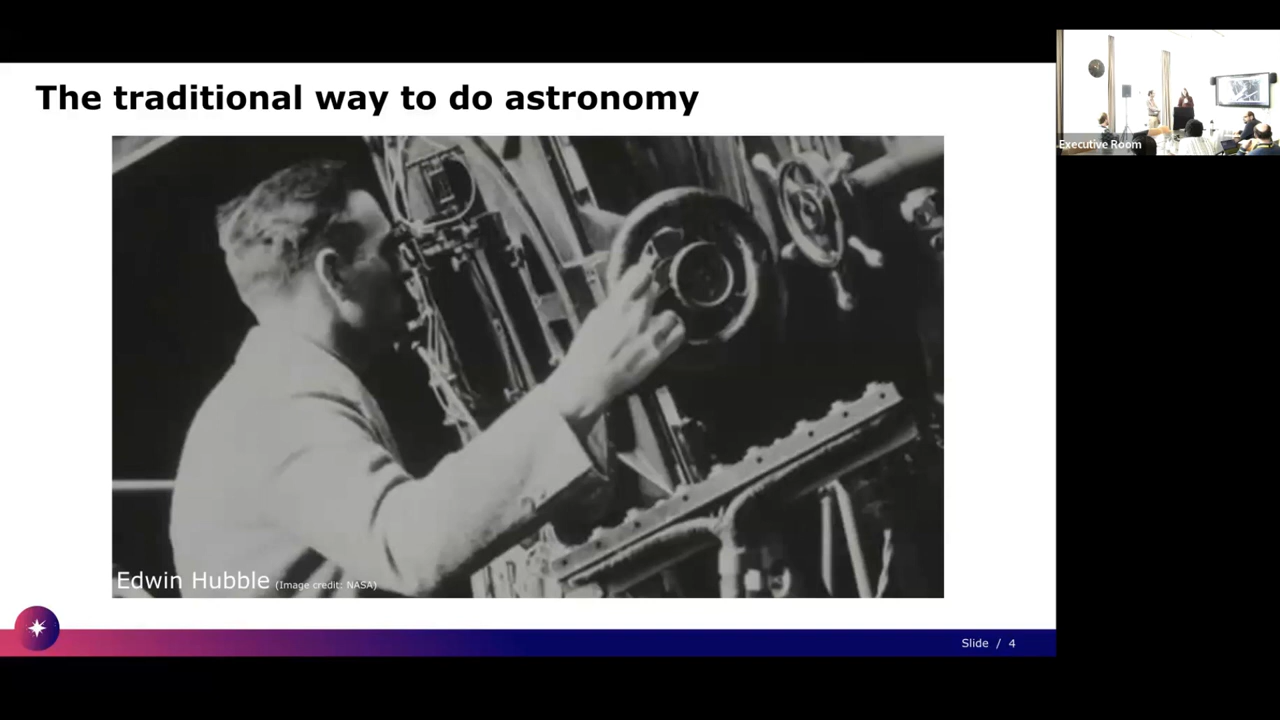 The traditional way to do astronomy
Executive Room
Edwin Hubble (Image credit: NASA)
Slide / 4